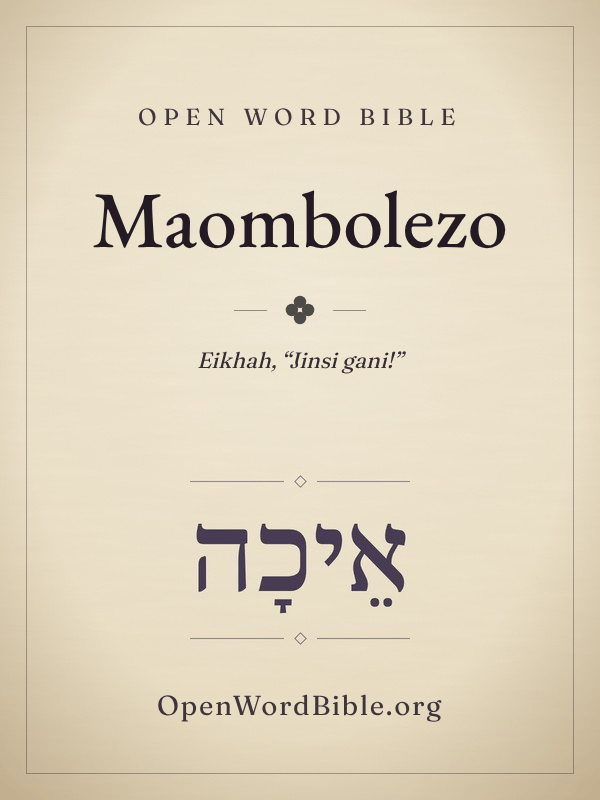 OPEN WORD BIBLE
Maombolezo
Eikhah, “Jinsi gani!”
אֵיכָה
OpenWordBible.org